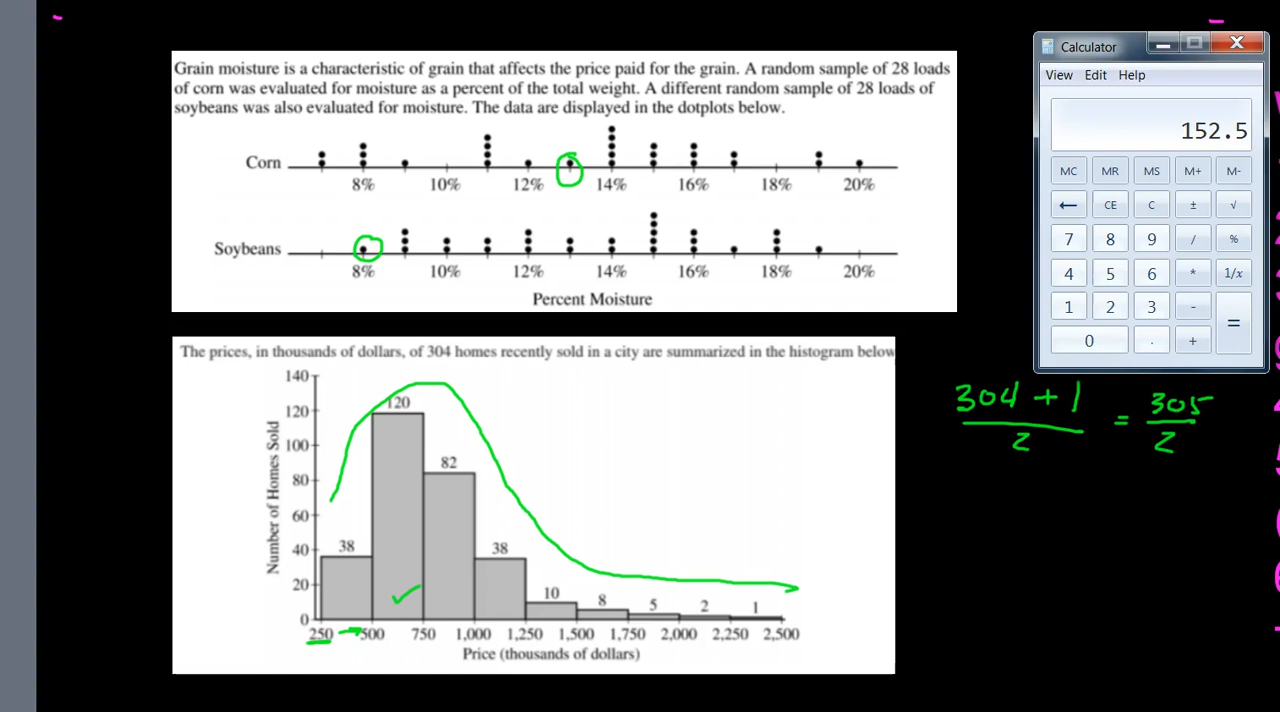 Grain moisture is a characteristic of grain that affects the price paid for the grain. A random sample of 28 loads
of corn was evaluated for moisture as a percent of the total weight. A different random sample of 28 loads of
soybeans was also evaluated for moisture. The data are displayed in the dotplots below.
Corn
8% 10% 12% 14% 16% 18% 20%
Soybeans
8% 10% 12% 14% 16% 18% 20%
Percent Moisture
The prices, in thousands of dollars, of 304 homes recently sold in a city are summarized in the histogram below
Number of Homes Sold
140
120
100
80
60
40
20
0
38 120 82 38 10 8 5 2 1
250 500 750 1,000 1,250 1,500 1,750 2,000 2,250 2,500
Price (thousands of dollars)
Calculator
View Edit Help
152.5
MC MR MS M+ M-
← CE C ± √
7 8 9 / %
4 5 6 * 1/x
1 2 3 - =
0 . +
304 + 1 = 305
2 2